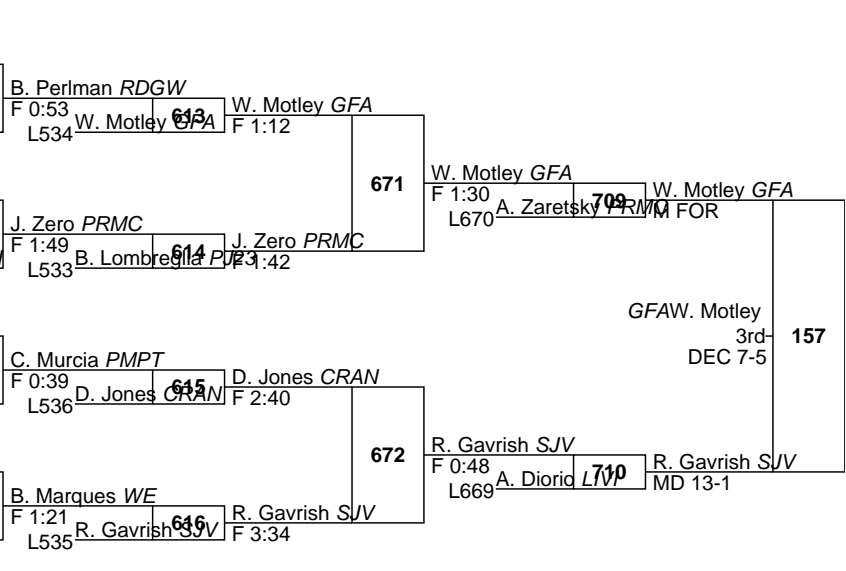 B. Perlman RDGW
F 0:53
L534 W. Motley GFA
613
W. Motley GFA
F 1:12
671
J. Zero PRMC
F 1:49
L533 B. Lombreglia PJ23
614
J. Zero PRMC
F 1:42
W. Motley GFA
F 1:30
L670 A. Zaretsky PRMC
709
W. Motley GFA
M FOR
C. Murcia PMPT
F 0:39
L536 D. Jones CRAN
615
D. Jones CRAN
F 2:40
672
B. Marques WE
F 1:21
L535 R. Gavrish SJV
616
R. Gavrish SJV
F 3:34
R. Gavrish SJV
F 0:48
L669 A. Diorio LIVI
710
R. Gavrish SJV
MD 13-1
GFAW. Motley
3rd
DEC 7-5
157